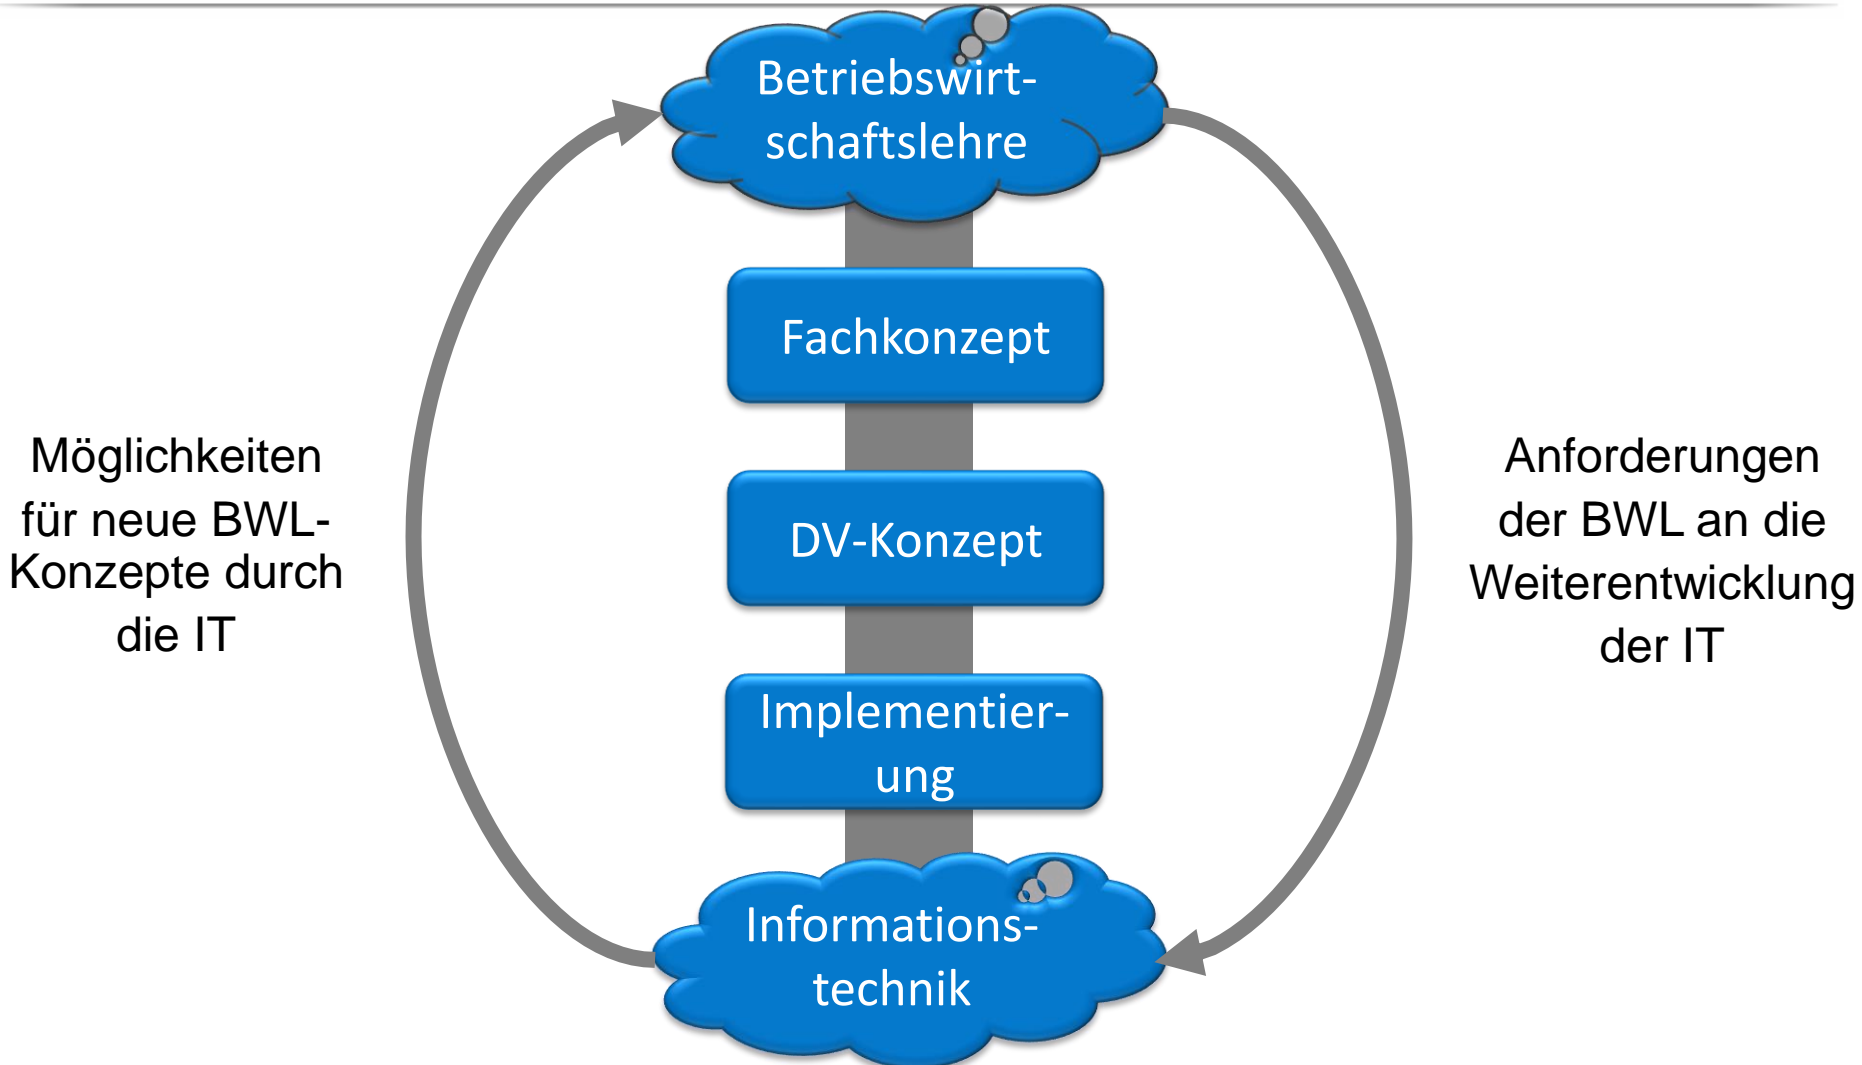 Betriebswirt-
schaftslehre
Fachkonzept
DV-Konzept
Implementier-
ung
Informations-
technik
Möglichkeiten
für neue BWL-
Konzepte durch
die IT
Anforderungen
der BWL an die
Weiterentwicklung
der IT